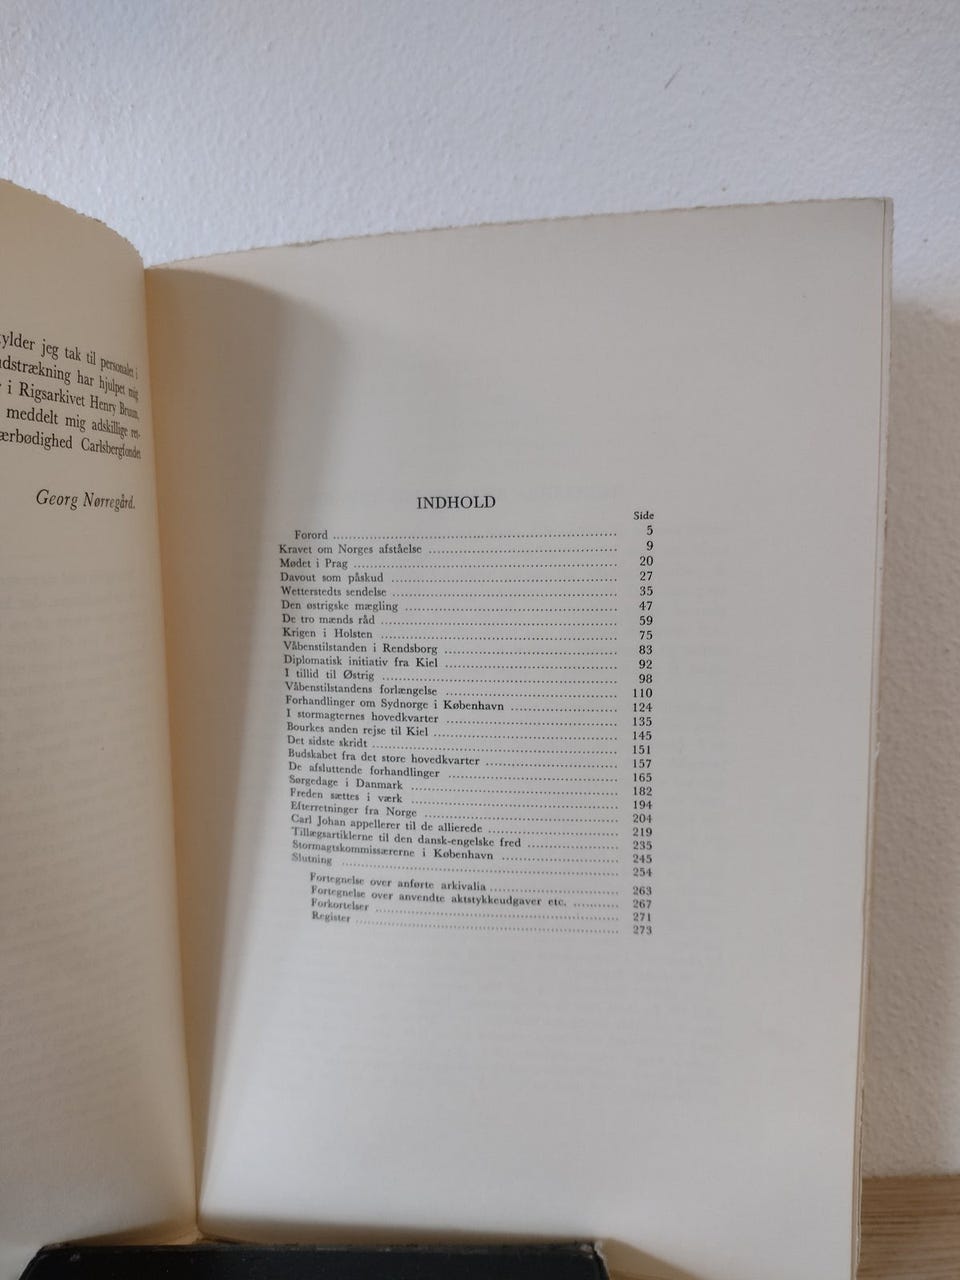 ylder jeg tak til personalet i
dstrækning har hjulpet mig
i Rigsarkivet Henry Bruun,
meddelt mig adskillige ret-
ærbødighed Carlsbergfondet
Georg Nørregård.
INDHOLD
Side
Forord 5
Kravet om Norges afståelse 9
Mødet i Prag 20
Davout som påskud 27
Wetterstedts sendelse 35
Den østrigske mægling 47
De tro mænds råd 59
Krigen i Holsten 75
Våbenstilstanden i Rendsborg 83
Diplomatisk initiativ fra Kiel 92
I tillid til Østrig 98
Våbenstilstandens forlængelse 110
Forhandlinger om Sydnorge i København 124
I stormagternes hovedkvarter 135
Bourkes anden rejse til Kiel 145
Det sidste skridt 151
Budskabet fra det store hovedkvarter 157
De afsluttende forhandlinger 165
Sørgedage i Danmark 182
Freden sættes i værk 194
Efterretninger fra Norge 204
Carl Johan appellerer til de allierede 219
Tillægsartiklerne til den dansk-engelske fred 235
Stormagtskommissærerne i København 245
Slutning 254
Fortegnelse over anførte arkivalia 263
Fortegnelse over anvendte aktstykkeudgaver etc. 267
Forkortelser 271
Register 273